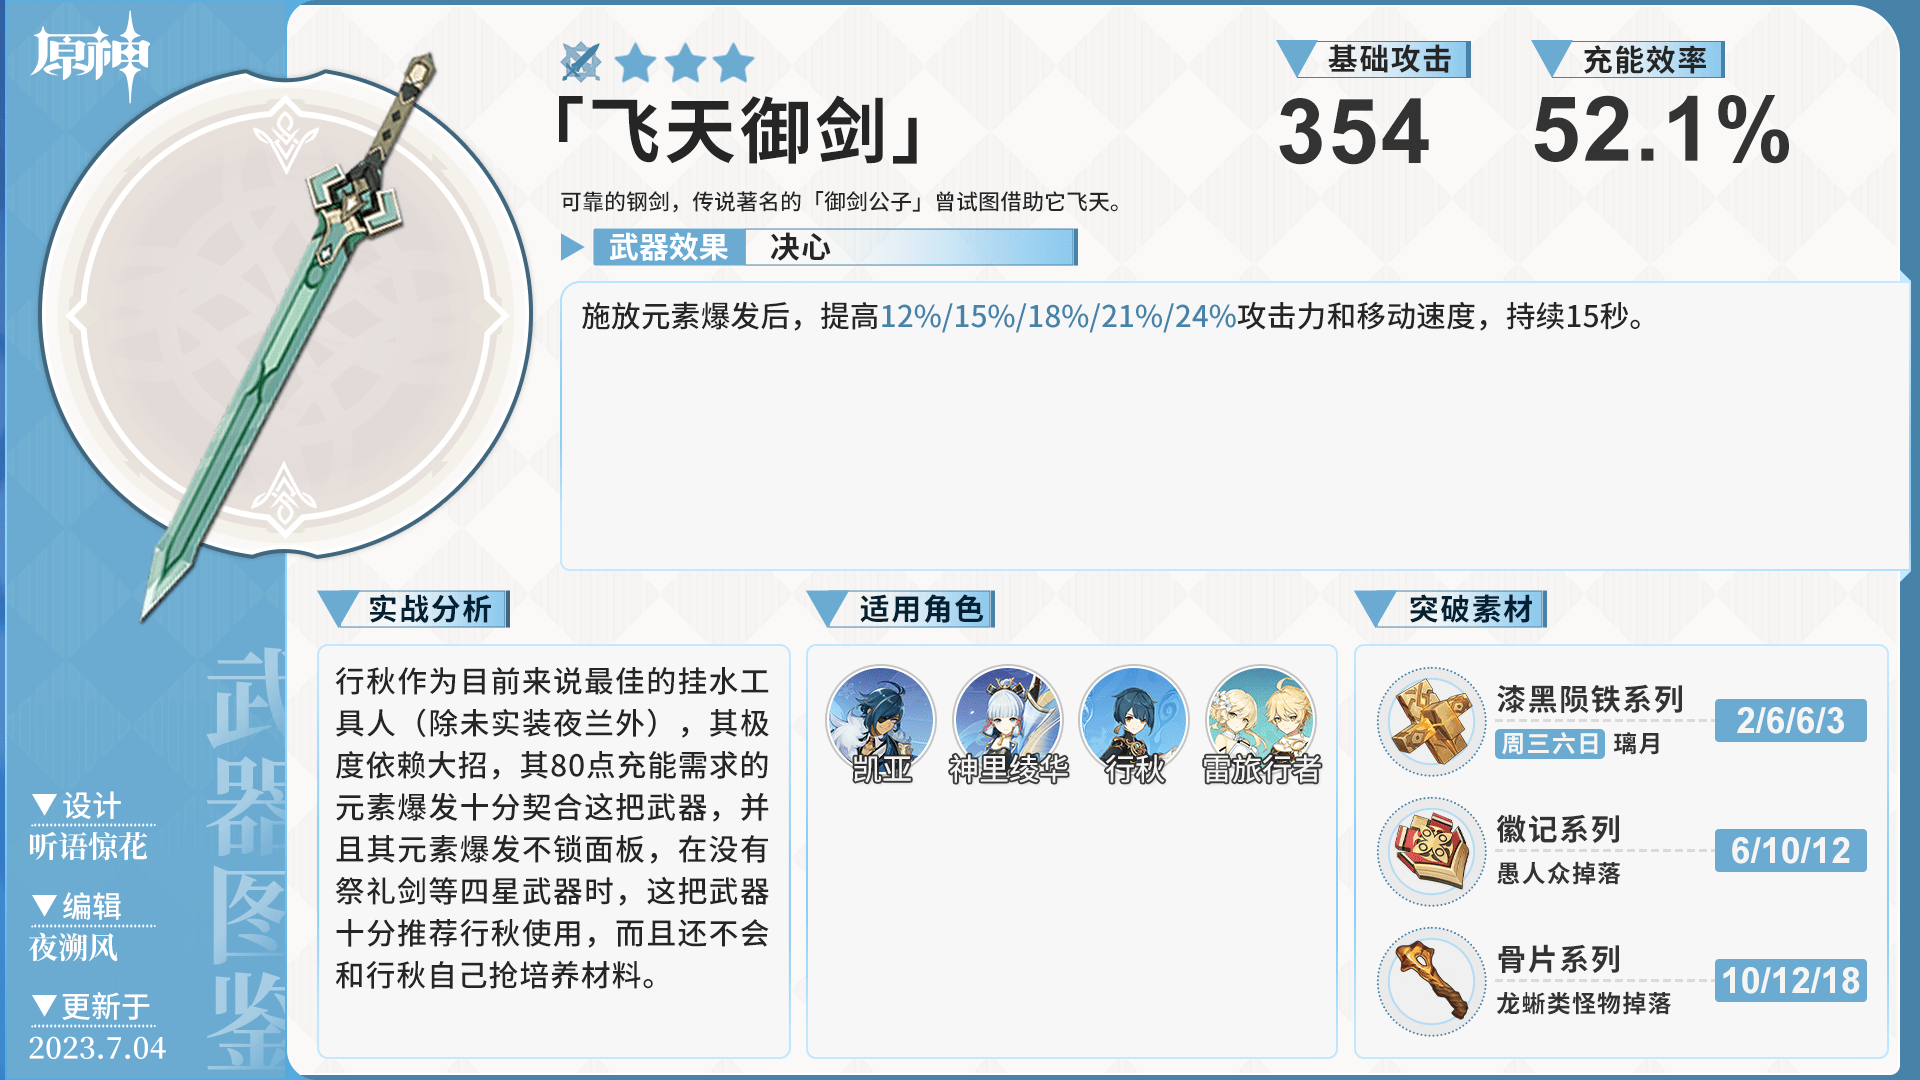 原神
「飞天御剑」
可靠的钢剑，传说著名的「御剑公子」曾试图借助它飞天。
基础攻击
354
充能效率
52.1%
武器效果
决心
施放元素爆发后，提高12%/15%/18%/21%/24%攻击力和移动速度，持续15秒。
实战分析
行秋作为目前来说最佳的挂水工
具人（除未实装夜兰外），其极
度依赖大招，其80点充能需求的
元素爆发十分契合这把武器，并
且其元素爆发不锁面板，在没有
祭礼剑等四星武器时，这把武器
十分推荐行秋使用，而且还不会
和行秋自己抢培养材料。
适用角色
凯亚
神里绫华
行秋
雷旅行者
突破素材
漆黑陨铁系列
周三六日 璃月
2/6/6/3
徽记系列
愚人众掉落
6/10/12
骨片系列
龙蜥类怪物掉落
10/12/18
武器图鉴
▼设计
听语惊花
▼编辑
夜溯风
▼更新于
2023.7.04